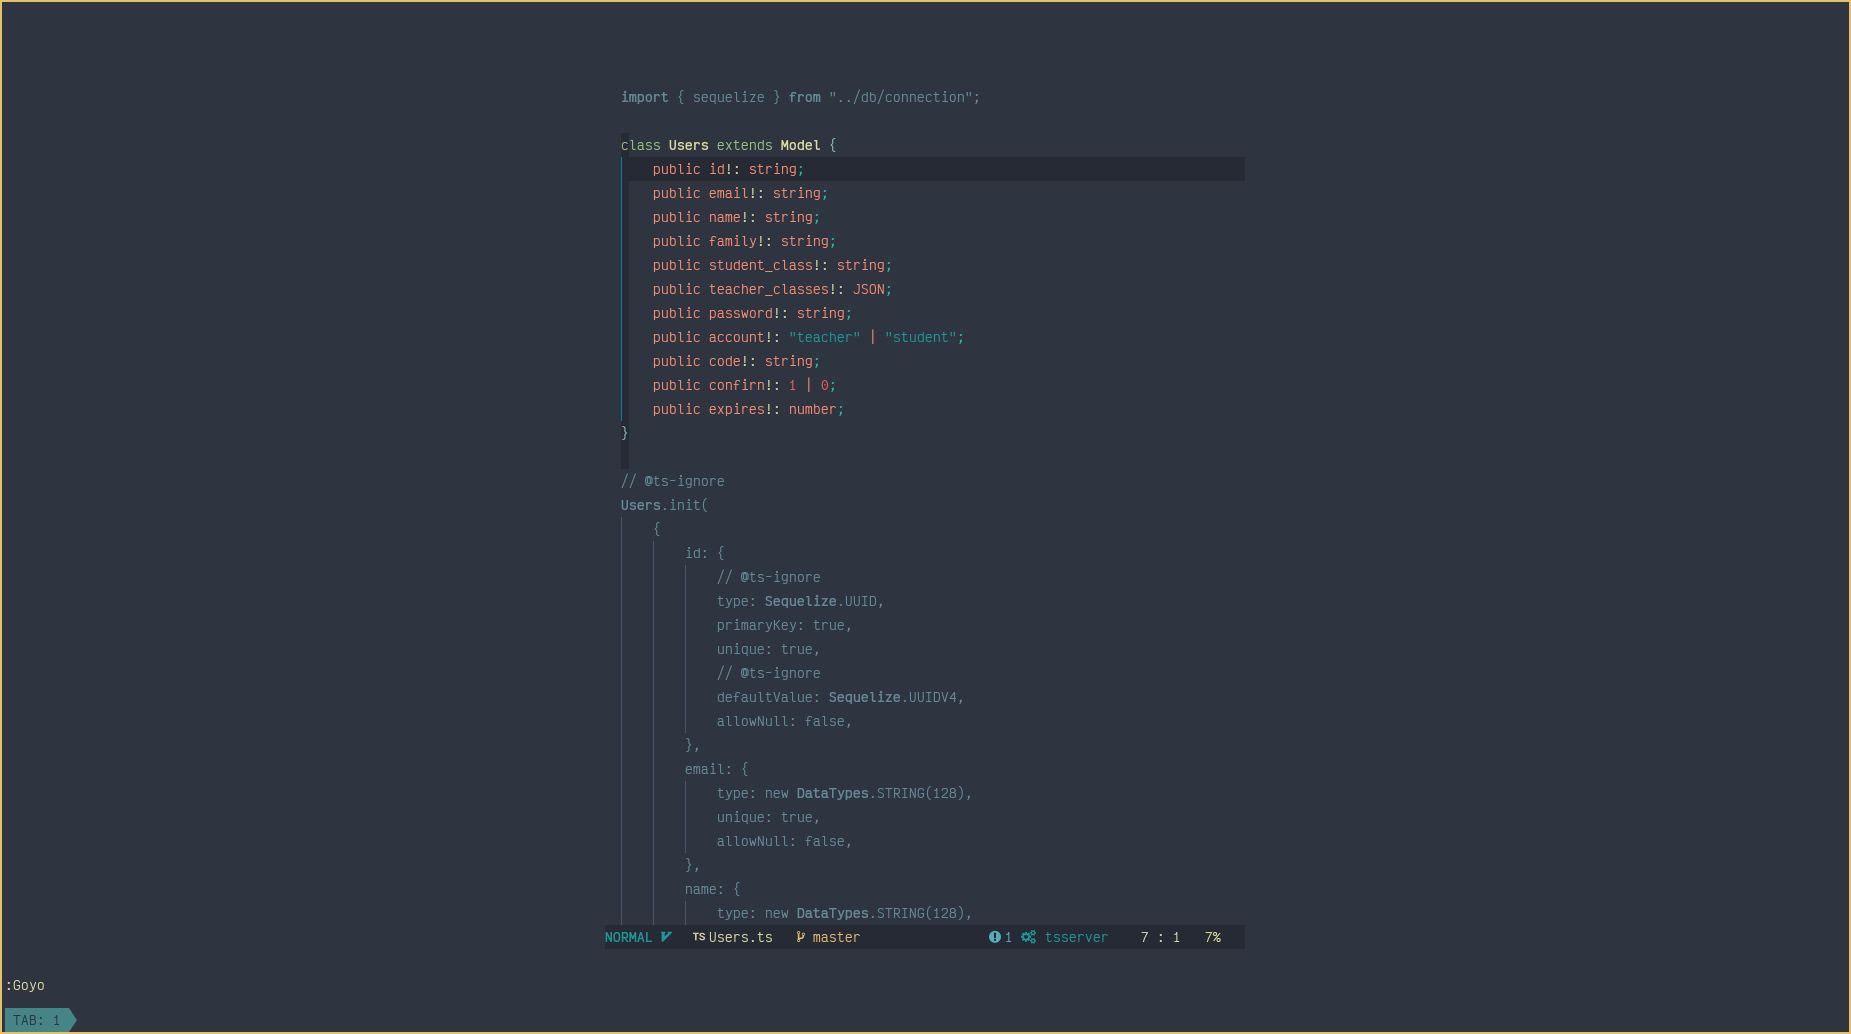 import { sequelize } from "../db/connection";
class Users extends Model {
    public id!: string;
    public email!: string;
    public name!: string;
    public family!: string;
    public student_class!: string;
    public teacher_classes!: JSON;
    public password!: string;
    public account!: "teacher" | "student";
    public code!: string;
    public confirn!: 1 | 0;
    public expires!: number;
}
// @ts-ignore
Users.init(
    {
        id: {
            // @ts-ignore
            type: Sequelize.UUID,
            primaryKey: true,
            unique: true,
            // @ts-ignore
            defaultValue: Sequelize.UUIDV4,
            allowNull: false,
        },
        email: {
            type: new DataTypes.STRING(128),
            unique: true,
            allowNull: false,
        },
        name: {
            type: new DataTypes.STRING(128),
NORMAL TS Users.ts master 1 tsserver 7 : 1 7%
:Goyo
TAB: 1